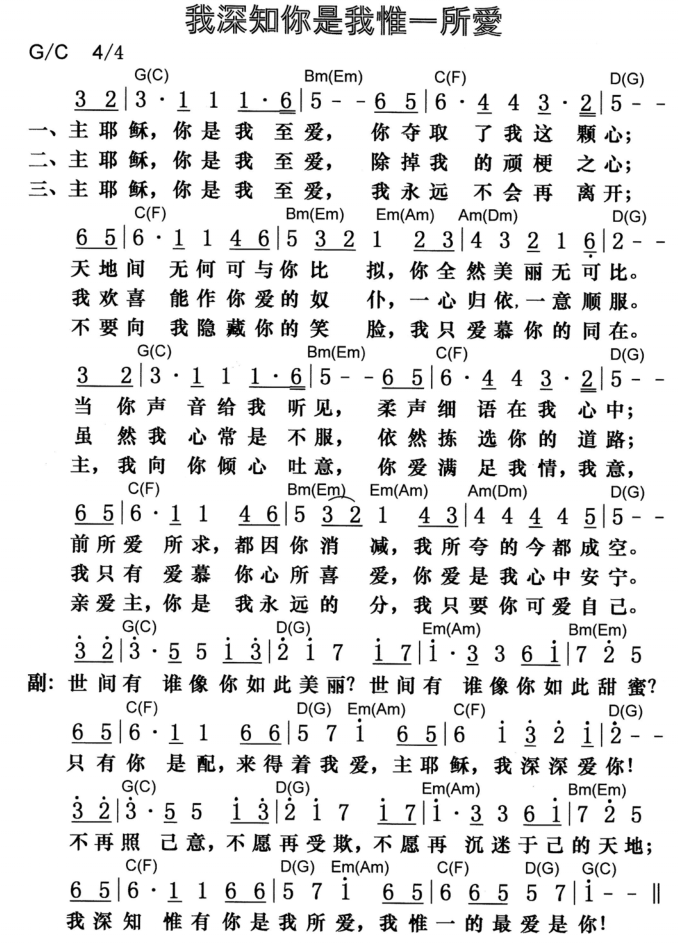 我深知你是我惟一所愛
G/C 4/4
G(C) Bm(Em) C(F) D(G)
3 2|3 · 1 1 1 · 6|5 - - 6 5|6 · 4 4 3 · 2|5 - -
一、主耶稣，你是我 至爱， 你夺取 了我这 颗心；
二、主耶稣，你是我 至爱， 除掉我 的顽梗 之心；
三、主耶稣，你是我 至爱， 我永远 不会再 离开；
C(F) Bm(Em) Em(Am) Am(Dm) D(G)
6 5|6 · 1 1 4 6|5 3 2 1 2 3|4 3 2 1 6|2 - -
天地间 无何可与你比 拟，你全然美丽无可比。
我欢喜 能作你爱的奴 仆，一心归依,一意顺服。
不要向 我隐藏你的笑 脸，我只爱慕你的同在。
G(C) Bm(Em) C(F) D(G)
3 2|3 · 1 1 1 · 6|5 - - 6 5|6 · 4 4 3 · 2|5 - -
当 你声 音给我 听见， 柔声细 语在我 心中；
虽 然我 心常是 不服， 依然拣 选你的 道路；
主，我向 你倾心 吐意， 你爱满 足我情，我意，
C(F) Bm(Em) Em(Am) Am(Dm) D(G)
6 5|6 · 1 1 4 6|5 3 2 1 4 3|4 4 4 4 5|5 - -
前所爱 所求，都因你消 减，我所夸的今都成空。
我只有 爱慕 你心所喜 爱，你爱是我心中安宁。
亲爱主，你是 我永远的 分，我只要你可爱自己。
G(C) D(G) Em(Am) Bm(Em)
3̇ 2̇|3̇ · 5 5 1̇ 3̇|2̇ 1̇ 7 1̇ 7|1̇ · 3 3 6 1̇|7 2̇ 5
副：世间有 谁像你如此美丽？世间有 谁像你如此甜蜜？
C(F) D(G) Em(Am) C(F) D(G)
6 5|6 · 1 1 6 6|5 7 1̇ 6 5|6 1̇ 3̇ 2̇ 1̇|2̇ - -
只有你 是配，来得着我爱，主耶稣，我深深爱你！
G(C) D(G) Em(Am) Bm(Em)
3̇ 2̇|3̇ · 5 5 1̇ 3̇|2̇ 1̇ 7 1̇ 7|1̇ · 3 3 6 1̇|7 2̇ 5
不再照 己意，不愿再受欺，不愿再 沉迷于己的天地；
C(F) D(G) Em(Am) C(F) D(G) G(C)
6 5|6 · 1 1 6 6|5 7 1̇ 6 5|6 6 5 5 7|1̇ - - ‖
我深知 惟有你是我所爱，我惟一的最爱是你！